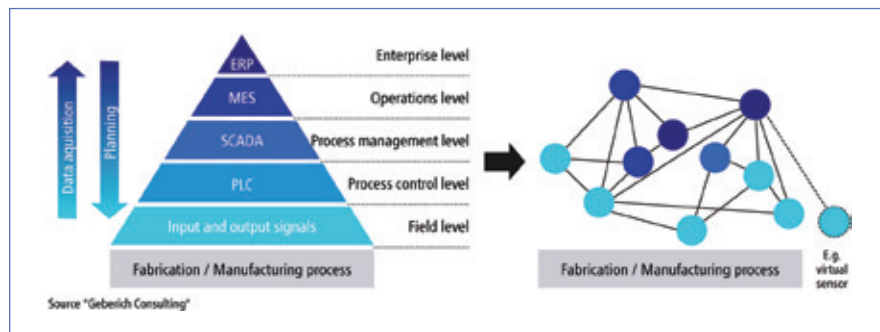 Data aquisition
Planning
ERP
Enterprise level
MES
Operations level
SCADA
Process management level
PLC
Process control level
Input and output signals
Field level
Fabrication / Manufacturing process
Source "Geberich Consulting"
Fabrication / Manufacturing process
E.g.
virtual
sensor